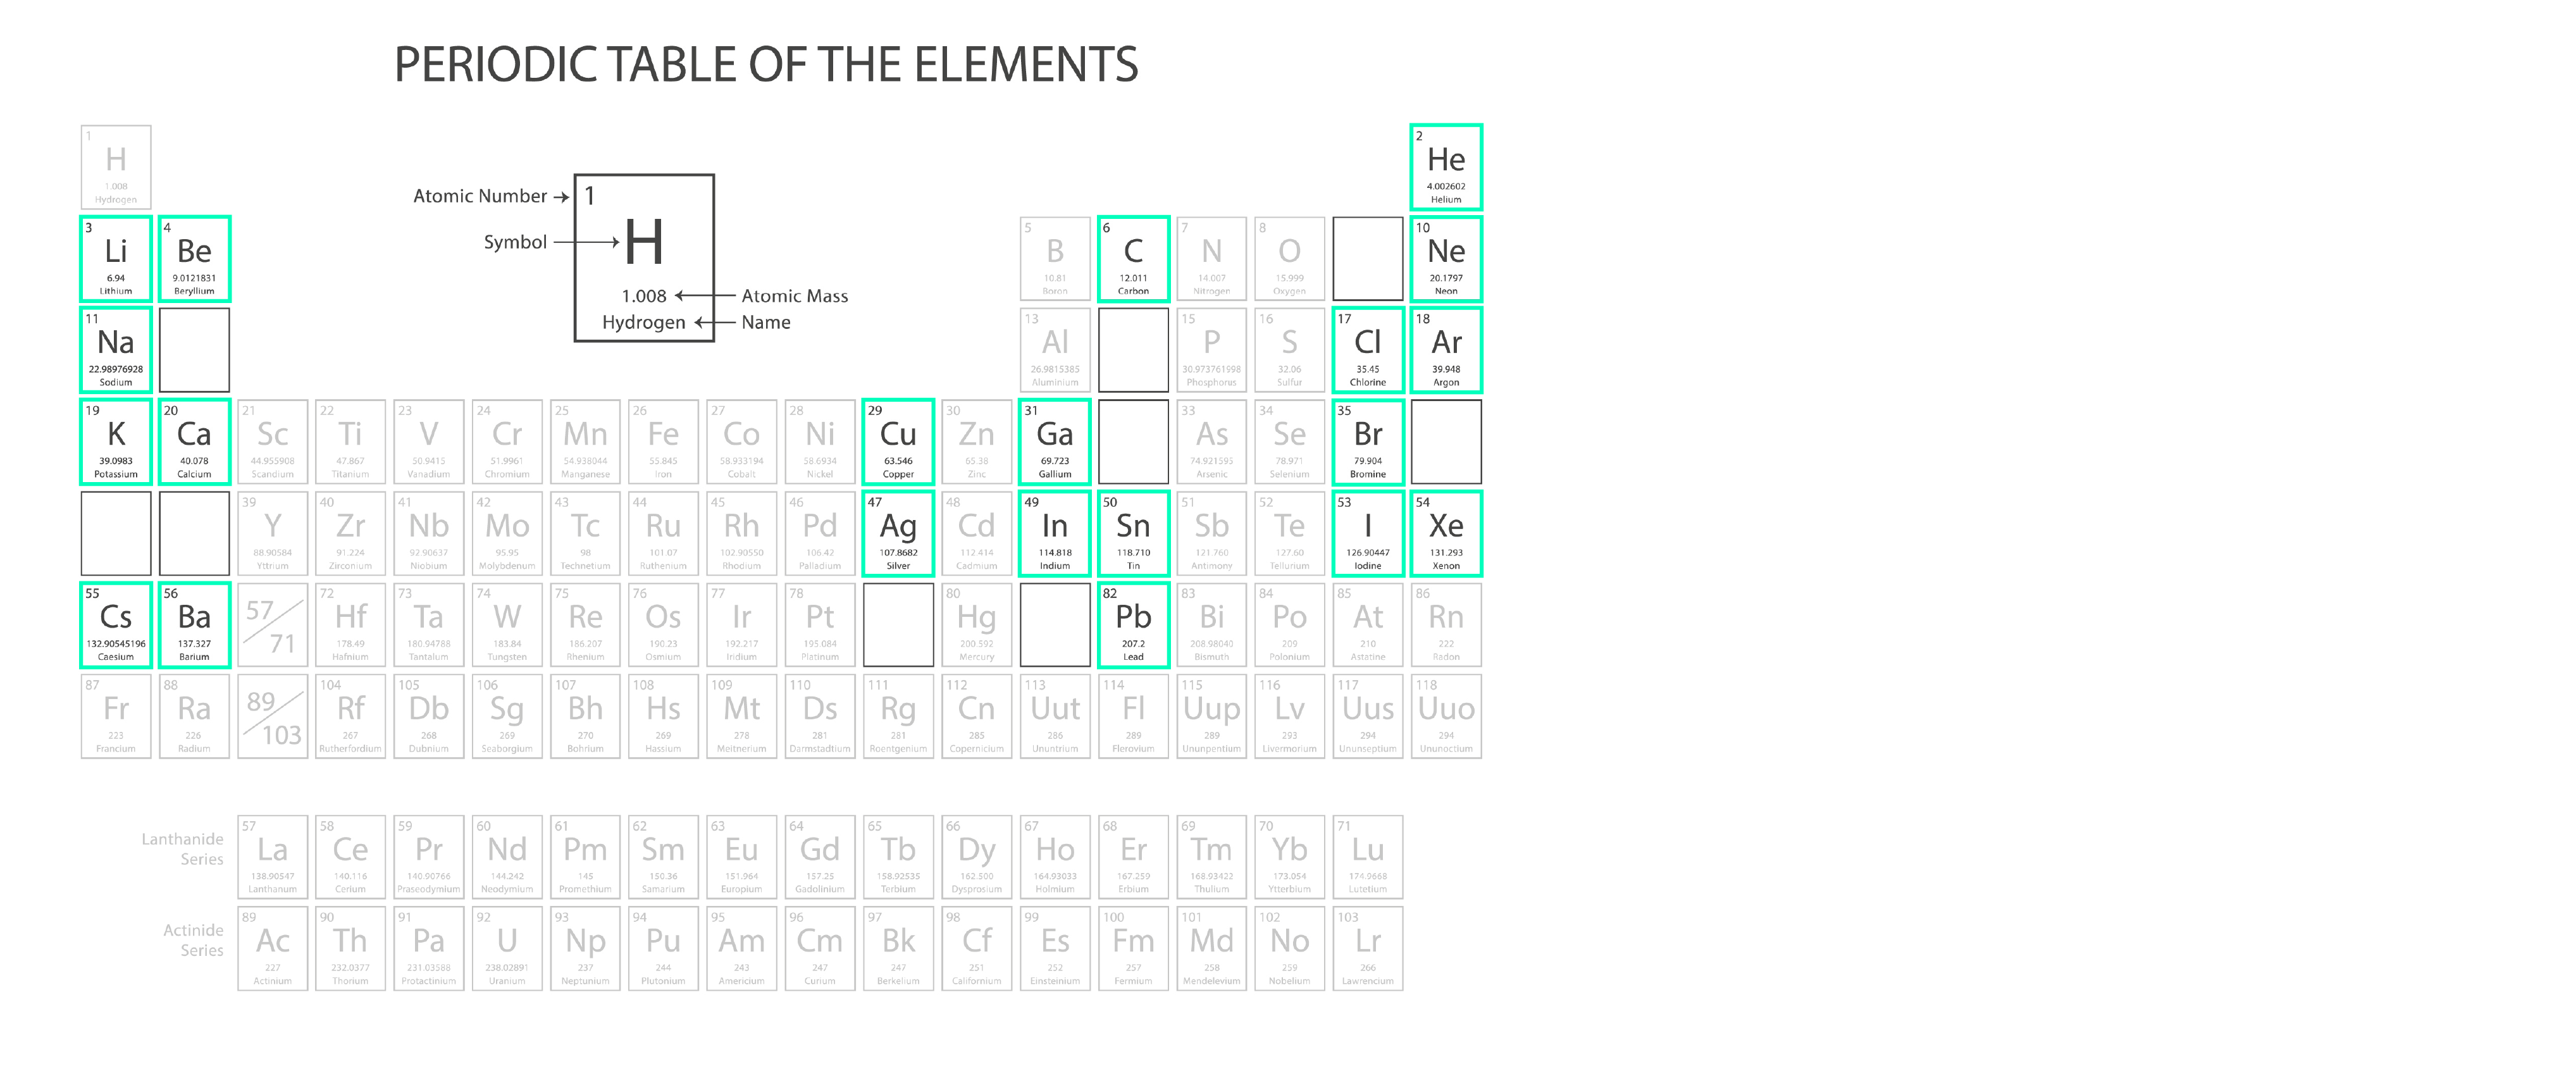 PERIODIC TABLE OF THE ELEMENTS
1
H
1.008
Hydrogen
2
He
4.002602
Helium
Atomic Number
1
Symbol
H
1.008
Atomic Mass
Hydrogen
Name
3
Li
6.94
Lithium
4
Be
9.0121831
Beryllium
5
B
10.81
Boron
6
C
12.011
Carbon
7
N
14.007
Nitrogen
8
O
15.999
Oxygen
10
Ne
20.1797
Neon
11
Na
22.98976928
Sodium
13
Al
26.9815385
Aluminium
15
P
30.973761998
Phosphorus
16
S
32.06
Sulfur
17
Cl
35.45
Chlorine
18
Ar
39.948
Argon
19
K
39.0983
Potassium
20
Ca
40.078
Calcium
21
Sc
44.955908
Scandium
22
Ti
47.867
Titanium
23
V
50.9415
Vanadium
24
Cr
51.9961
Chromium
25
Mn
54.938044
Manganese
26
Fe
55.845
Iron
27
Co
58.933194
Cobalt
28
Ni
58.6934
Nickel
29
Cu
63.546
Copper
30
Zn
65.38
Zinc
31
Ga
69.723
Gallium
33
As
74.921595
Arsenic
34
Se
78.971
Selenium
35
Br
79.904
Bromine
39
Y
88.90584
Yttrium
40
Zr
91.224
Zirconium
41
Nb
92.90637
Niobium
42
Mo
95.95
Molybdenum
43
Tc
98
Technetium
44
Ru
101.07
Ruthenium
45
Rh
102.90550
Rhodium
46
Pd
106.42
Palladium
47
Ag
107.8682
Silver
48
Cd
112.414
Cadmium
49
In
114.818
Indium
50
Sn
118.710
Tin
51
Sb
121.760
Antimony
52
Te
127.60
Tellurium
53
I
126.90447
Iodine
54
Xe
131.293
Xenon
55
Cs
132.90545196
Caesium
56
Ba
137.327
Barium
57
71
72
Hf
178.49
Hafnium
73
Ta
180.94788
Tantalum
74
W
183.84
Tungsten
75
Re
186.207
Rhenium
76
Os
190.23
Osmium
77
Ir
192.217
Iridium
78
Pt
195.084
Platinum
80
Hg
200.592
Mercury
82
Pb
207.2
Lead
83
Bi
208.98040
Bismuth
84
Po
209
Polonium
85
At
210
Astatine
86
Rn
222
Radon
87
Fr
223
Francium
88
Ra
226
Radium
89
103
104
Rf
267
Rutherfordium
105
Db
268
Dubnium
106
Sg
269
Seaborgium
107
Bh
270
Bohrium
108
Hs
269
Hassium
109
Mt
278
Meitnerium
110
Ds
281
Darmstadtium
111
Rg
281
Roentgenium
112
Cn
285
Copernicium
113
Uut
286
Ununtrium
114
Fl
289
Flerovium
115
Uup
289
Ununpentium
116
Lv
293
Livermorium
117
Uus
294
Ununseptium
118
Uuo
294
Ununoctium
Lanthanide
Series
57
La
138.90547
Lanthanum
58
Ce
140.116
Cerium
59
Pr
140.90766
Praseodymium
60
Nd
144.242
Neodymium
61
Pm
145
Promethium
62
Sm
150.36
Samarium
63
Eu
151.964
Europium
64
Gd
157.25
Gadolinium
65
Tb
158.92535
Terbium
66
Dy
162.500
Dysprosium
67
Ho
164.93033
Holmium
68
Er
167.259
Erbium
69
Tm
168.93422
Thulium
70
Yb
173.054
Ytterbium
71
Lu
174.9668
Lutetium
Actinide
Series
89
Ac
227
Actinium
90
Th
232.0377
Thorium
91
Pa
231.03588
Protactinium
92
U
238.02891
Uranium
93
Np
237
Neptunium
94
Pu
244
Plutonium
95
Am
243
Americium
96
Cm
247
Curium
97
Bk
247
Berkelium
98
Cf
251
Californium
99
Es
252
Einsteinium
100
Fm
257
Fermium
101
Md
258
Mendelevium
102
No
259
Nobelium
103
Lr
266
Lawrencium